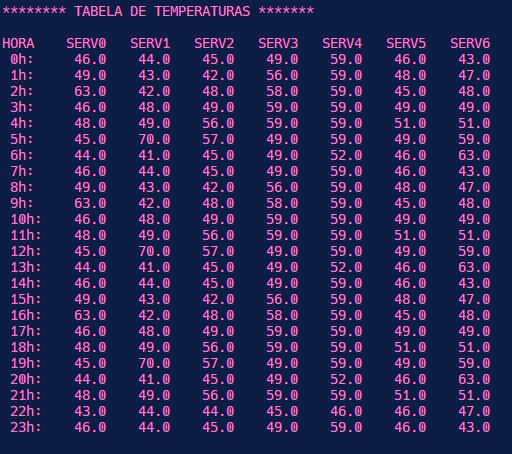 ******** TABELA DE TEMPERATURAS *******
HORA SERV0 SERV1 SERV2 SERV3 SERV4 SERV5 SERV6
0h: 46.0 44.0 45.0 49.0 59.0 46.0 43.0
1h: 49.0 43.0 42.0 56.0 59.0 48.0 47.0
2h: 63.0 42.0 48.0 58.0 59.0 45.0 48.0
3h: 46.0 48.0 49.0 59.0 59.0 49.0 49.0
4h: 48.0 49.0 56.0 59.0 59.0 51.0 51.0
5h: 45.0 70.0 57.0 49.0 59.0 49.0 59.0
6h: 44.0 41.0 45.0 49.0 52.0 46.0 63.0
7h: 46.0 44.0 45.0 49.0 59.0 46.0 43.0
8h: 49.0 43.0 42.0 56.0 59.0 48.0 47.0
9h: 63.0 42.0 48.0 58.0 59.0 45.0 48.0
10h: 46.0 48.0 49.0 59.0 59.0 49.0 49.0
11h: 48.0 49.0 56.0 59.0 59.0 51.0 51.0
12h: 45.0 70.0 57.0 49.0 59.0 49.0 59.0
13h: 44.0 41.0 45.0 49.0 52.0 46.0 63.0
14h: 46.0 44.0 45.0 49.0 59.0 46.0 43.0
15h: 49.0 43.0 42.0 56.0 59.0 48.0 47.0
16h: 63.0 42.0 48.0 58.0 59.0 45.0 48.0
17h: 46.0 48.0 49.0 59.0 59.0 49.0 49.0
18h: 48.0 49.0 56.0 59.0 59.0 51.0 51.0
19h: 45.0 70.0 57.0 49.0 59.0 49.0 59.0
20h: 44.0 41.0 45.0 49.0 52.0 46.0 63.0
21h: 48.0 49.0 56.0 59.0 59.0 51.0 51.0
22h: 43.0 44.0 44.0 45.0 46.0 46.0 47.0
23h: 46.0 44.0 45.0 49.0 59.0 46.0 43.0